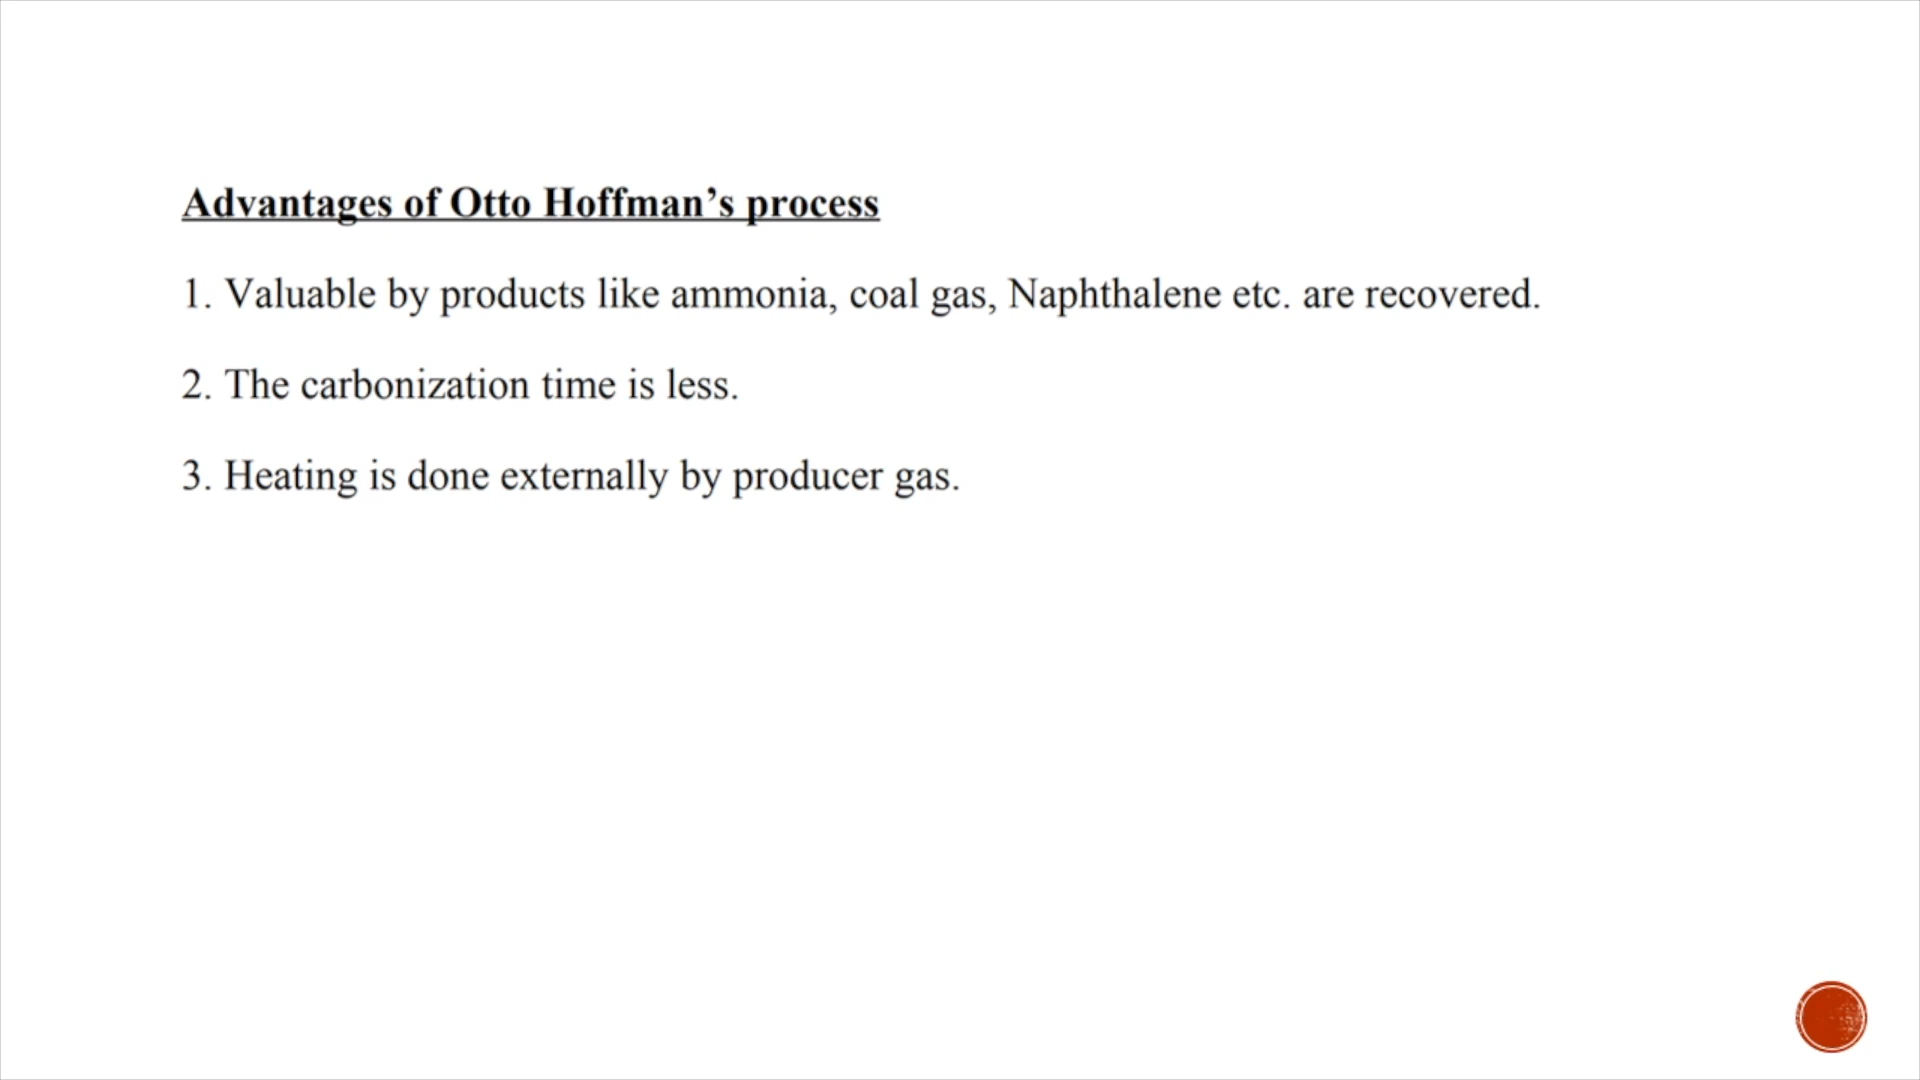 Advantages of Otto Hoffman’s process
1. Valuable by products like ammonia, coal gas, Naphthalene etc. are recovered.
2. The carbonization time is less.
3. Heating is done externally by producer gas.